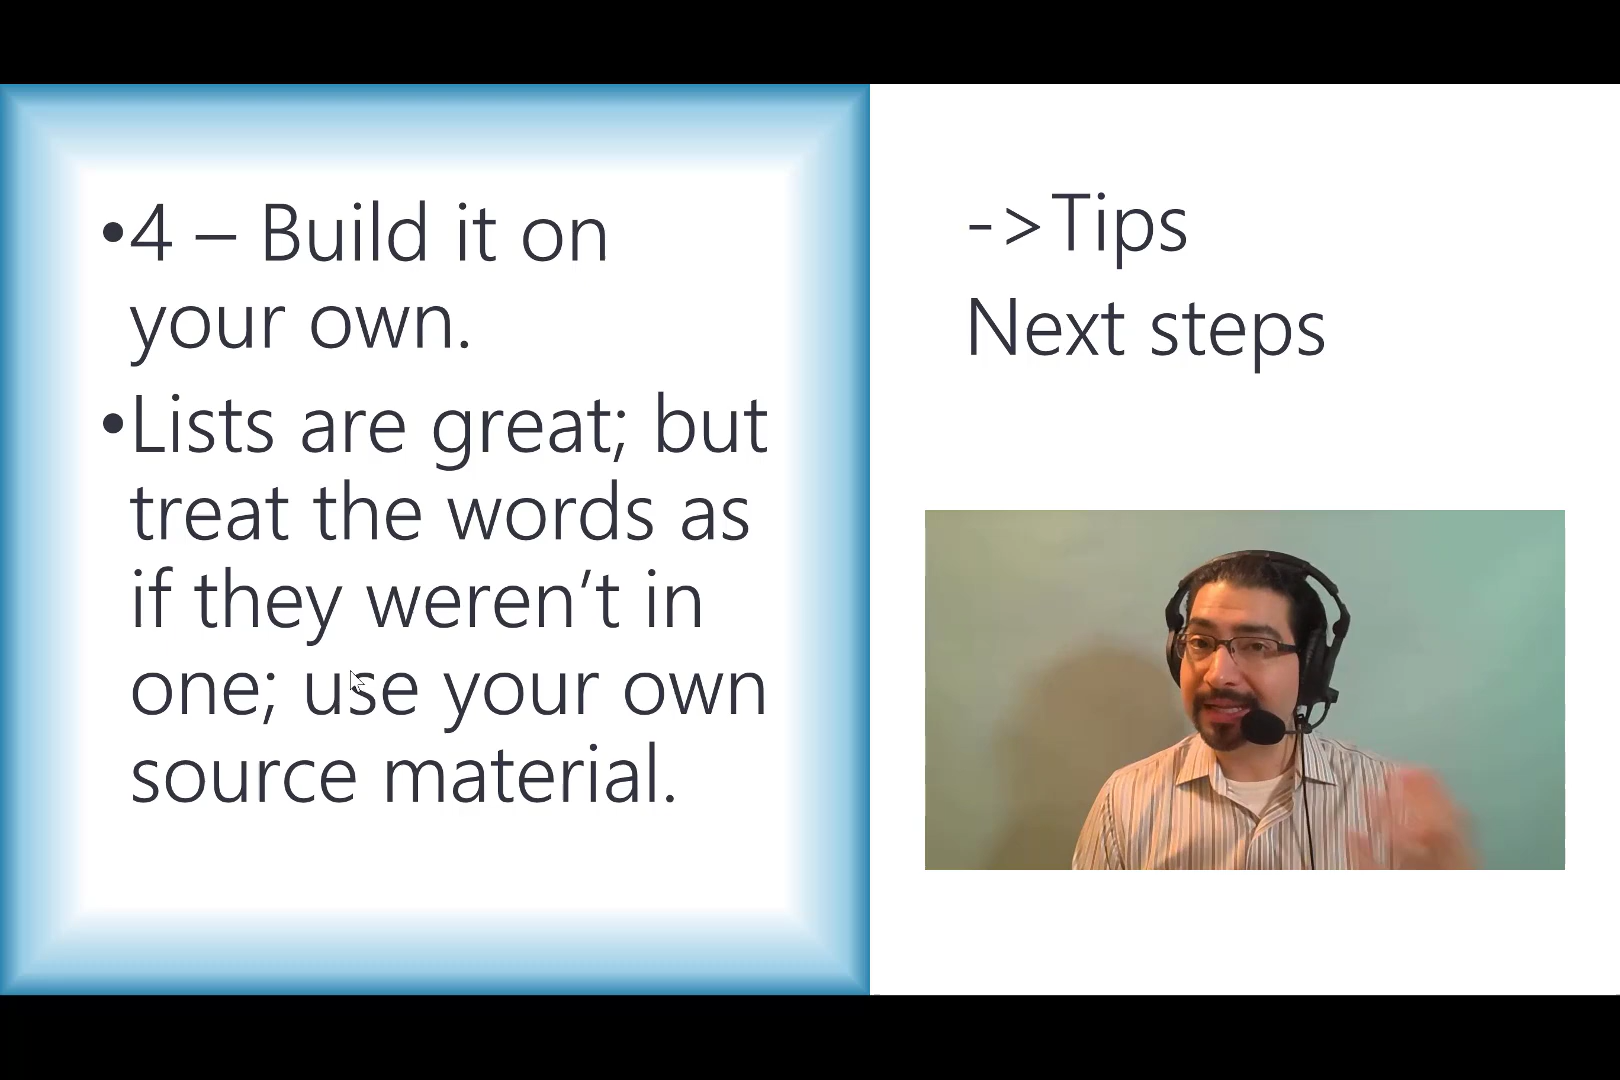 •4 – Build it on
your own.
•Lists are great; but
treat the words as
if they weren’t in
one; use your own
source material.
->Tips
Next steps